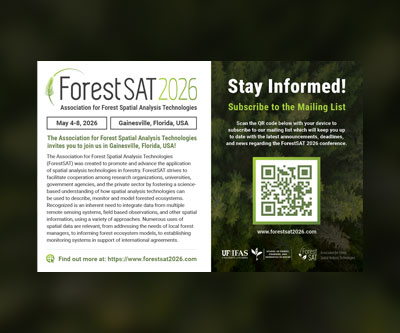 ForestSAT2026
Association for Forest Spatial Analysis Technologies
May 4-8, 2026
Gainesville, Florida, USA
The Association for Forest Spatial Analysis Technologies
invites you to join us in Gainesville, Florida, USA!
The Association for Forest Spatial Analysis Technologies
(ForestSAT) was created to promote and advance the application
of spatial analysis technologies in forestry. ForestSAT strives to
facilitate cooperation among research organizations, universities,
government agencies, and the private sector by fostering a science-
based understanding of how spatial analysis technologies can
be used to describe, monitor and model forested ecosystems.
Recognized is an inherent need to integrate data from multiple
remote sensing systems, field based observations, and other spatial
information, using a variety of approaches. Numerous uses of
spatial data are relevant, from addressing the needs of local forest
managers, to informing forest ecosystem models, to establishing
monitoring systems in support of international agreements.
Find out more at: https://www.forestsat2026.com
Stay Informed!
Subscribe to the Mailing List
Scan the QR code below with your device to
subscribe to our mailing list which will keep you up
to date with the latest announcements, deadlines,
and news regarding the ForestSAT 2026 conference.
www.forestsat2026.com
UF IFAS
Forest
SAT